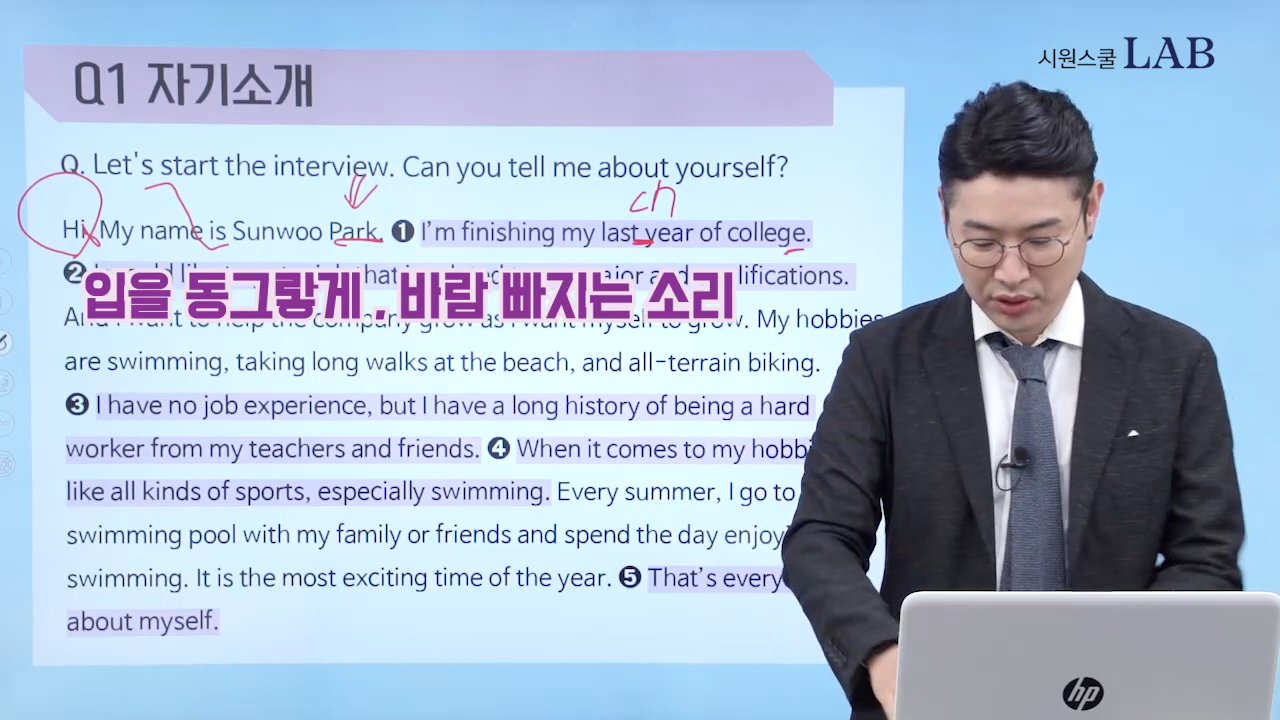 시원스쿨 LAB
Q1 자기소개
Q. Let's start the interview. Can you tell me about yourself?
ch
Hi, My name is Sunwoo Park. ❶ I'm finishing my last year of college.
❷ lifications.
입을 동그랗게, 바람 빠지는 소리
My hobbies
are swimming, taking long walks at the beach, and all-terrain biking.
❸ I have no job experience, but I have a long history of being a hard
worker from my teachers and friends. ❹ When it comes to my hobbi
like all kinds of sports, especially swimming. Every summer, I go to
swimming pool with my family or friends and spend the day enjoy
swimming. It is the most exciting time of the year. ❺ That's every
about myself.
hp